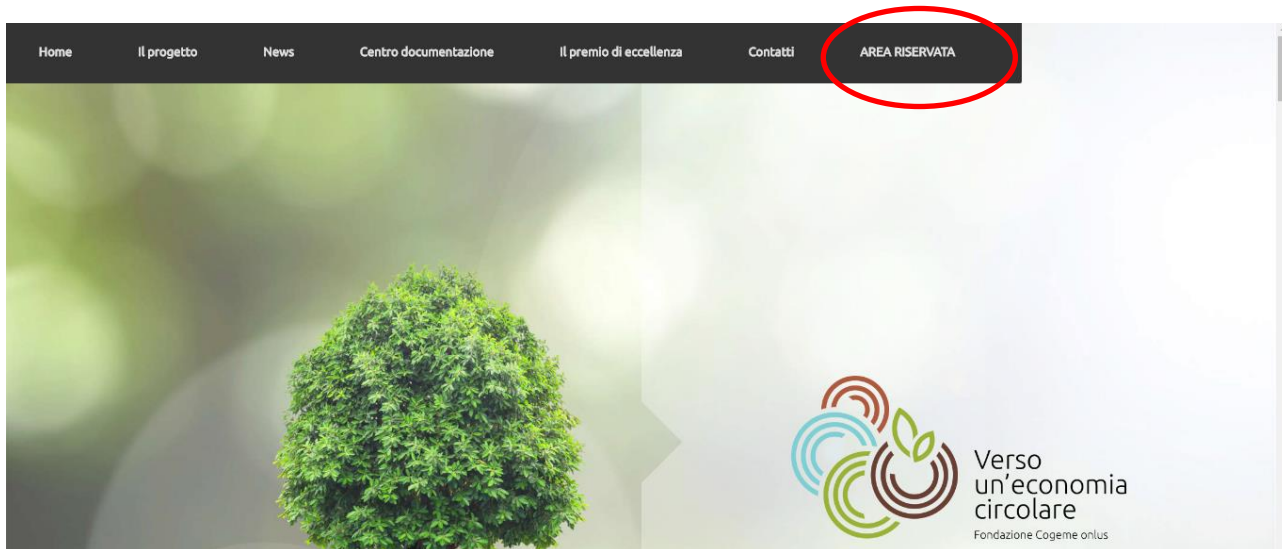 Home Il progetto News Centro documentazione Il premio di eccellenza Contatti AREA RISERVATA
Verso
un'economia
circolare
Fondazione Cogeme onlus